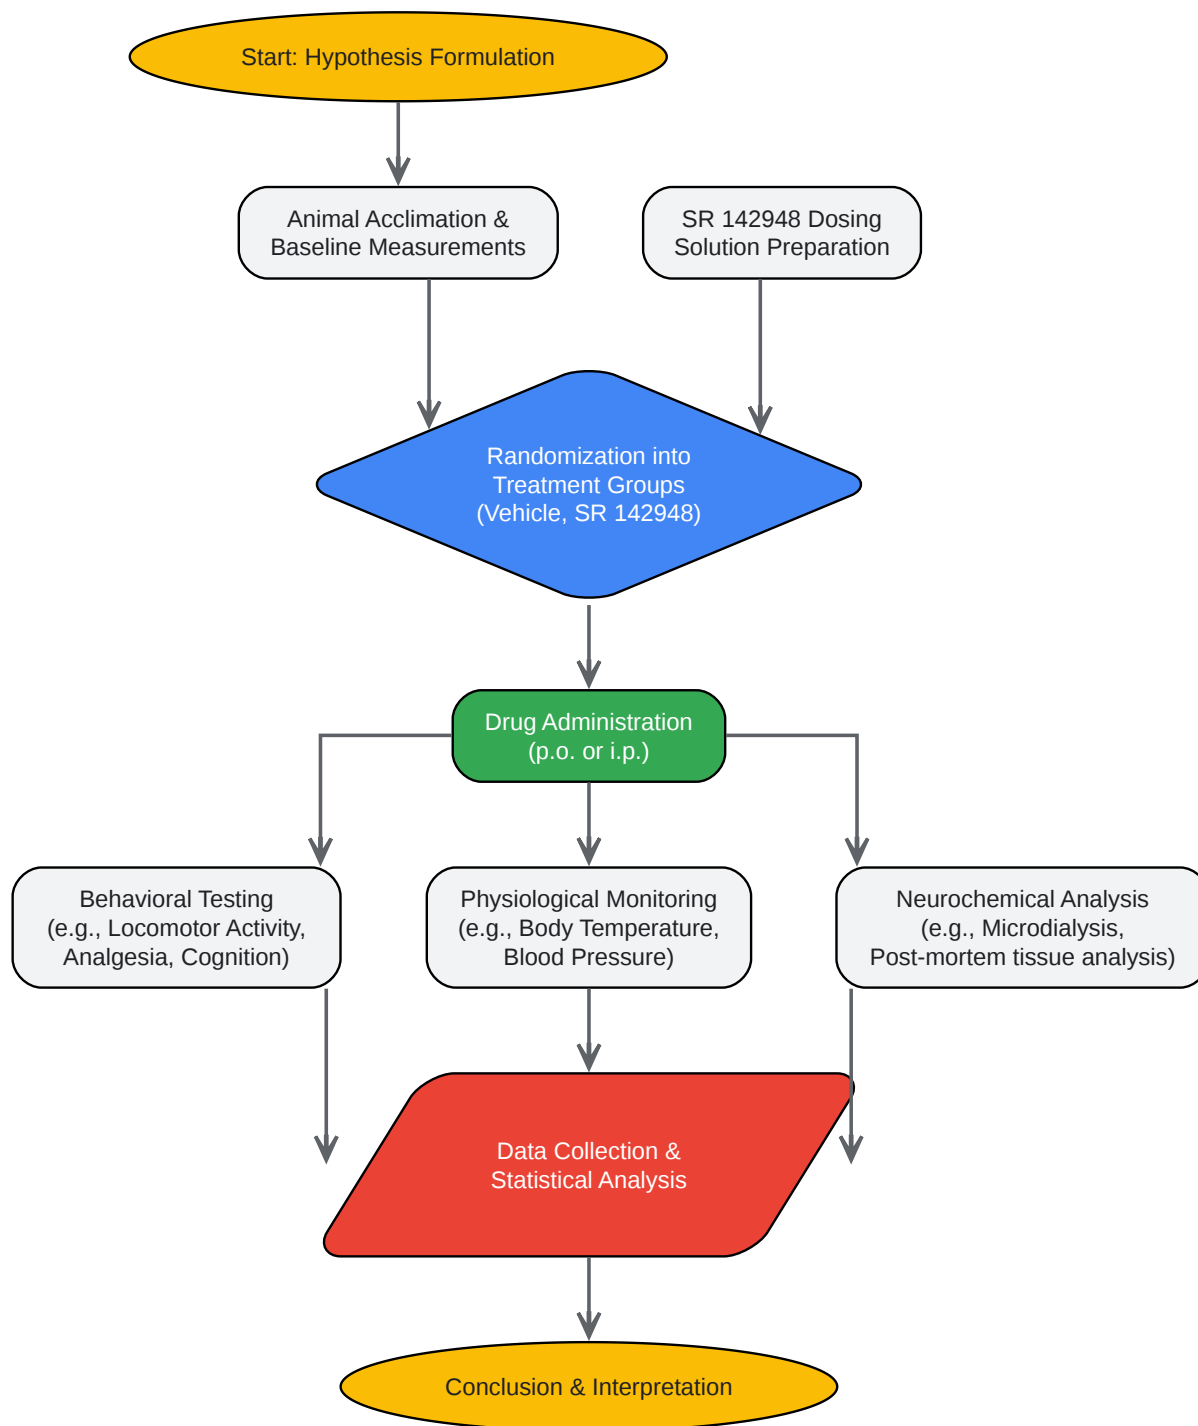 Start: Hypothesis Formulation
Animal Acclimation &
Baseline Measurements
SR 142948 Dosing
Solution Preparation
Randomization into
Treatment Groups
(Vehicle, SR 142948)
Drug Administration
(p.o. or i.p.)
Behavioral Testing
(e.g., Locomotor Activity,
Analgesia, Cognition)
Physiological Monitoring
(e.g., Body Temperature,
Blood Pressure)
Neurochemical Analysis
(e.g., Microdialysis,
Post-mortem tissue analysis)
Data Collection &
Statistical Analysis
Conclusion & Interpretation